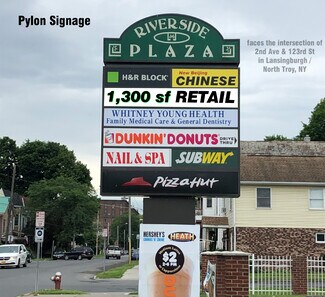 Pylon Signage
RIVERSIDE
PLAZA
faces the intersection of
2nd Ave & 123rd St
in Lansingburgh /
North Troy, NY
H&R BLOCK
New Beijing
CHINESE
1,300 sf RETAIL
WHITNEY YOUNG HEALTH
Family Medical Care & General Dentistry
DUNKIN' DONUTS DRIVE THRU
NAIL & SPA
SUBWAY
Pizza Hut
HERSHEY'S
HEATH
$2